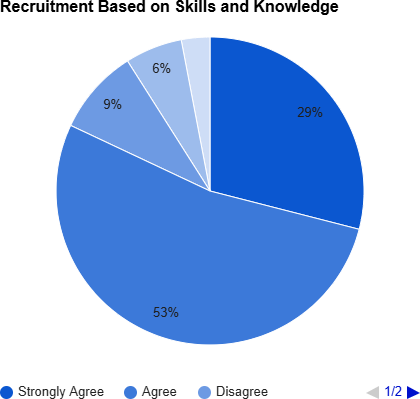 Recruitment Based on Skills and Knowledge
6%
9%
29%
53%
Strongly Agree Agree Disagree 1/2